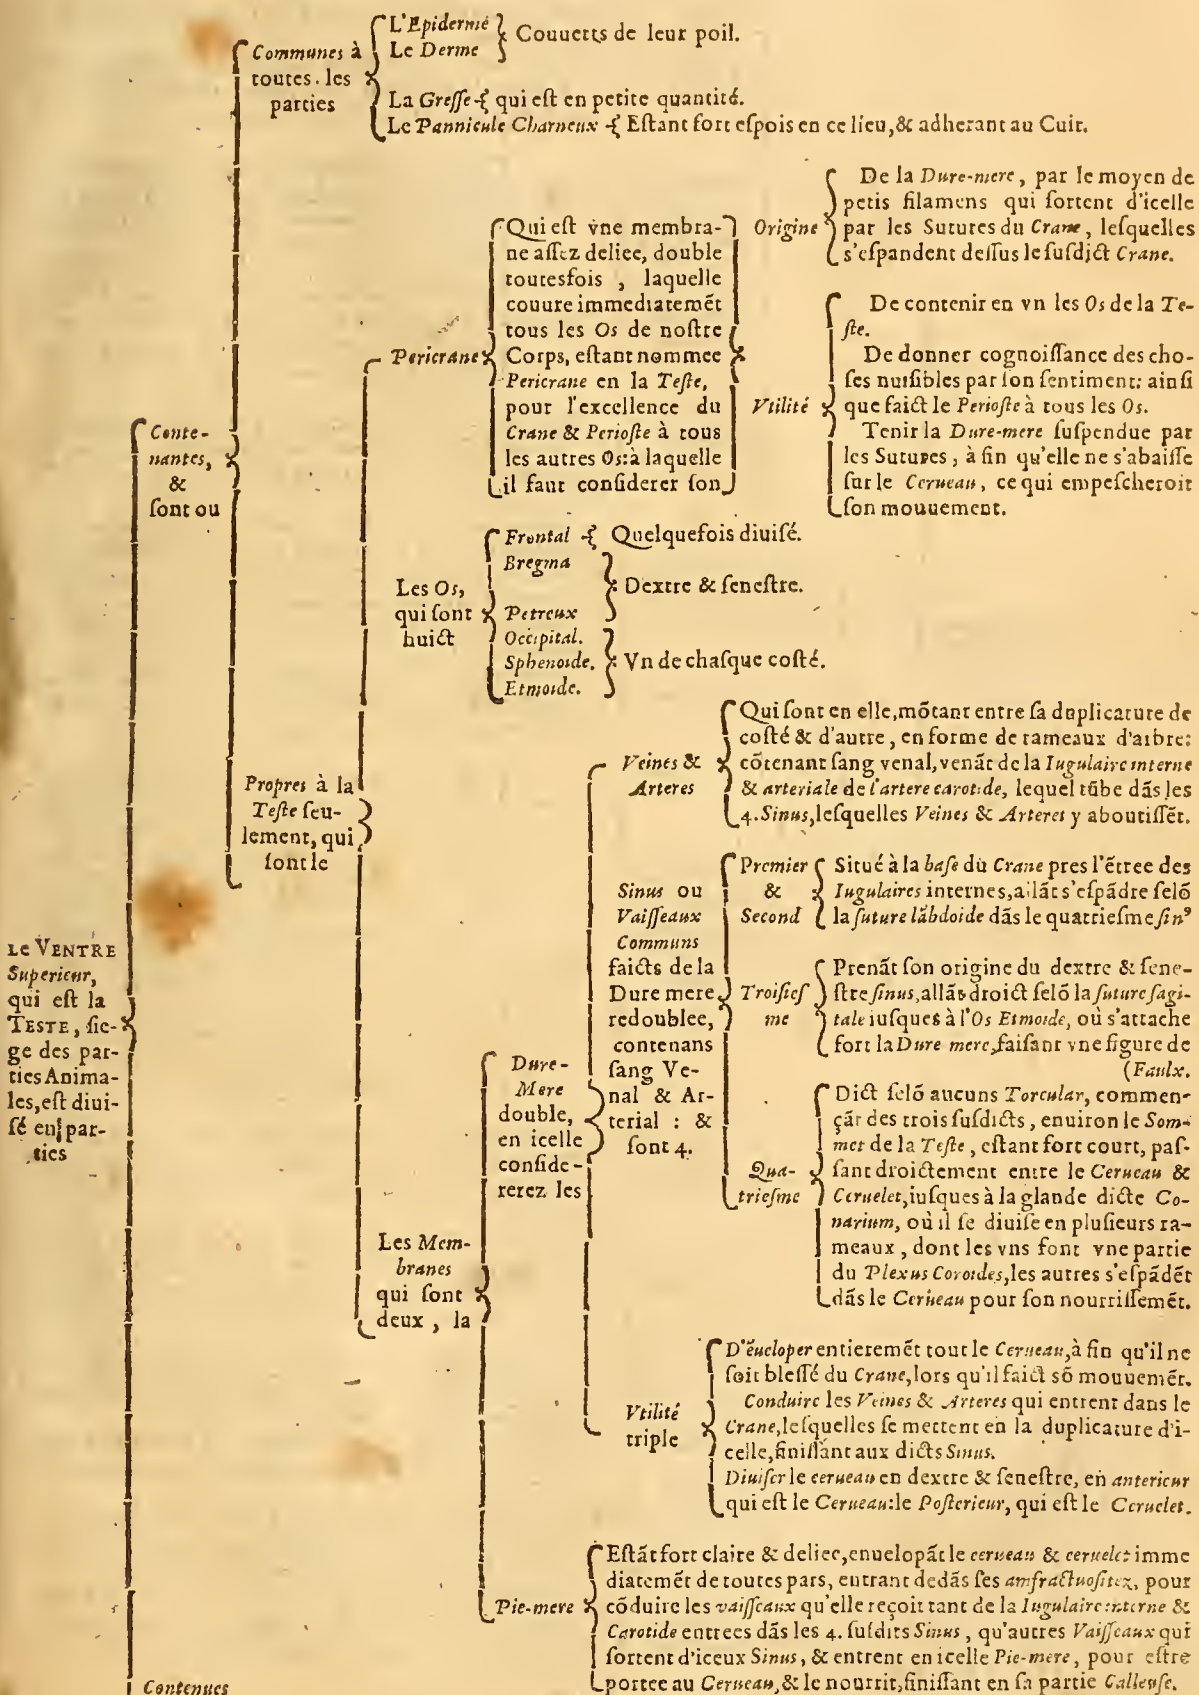 Le VENTRE
Superieur,
qui est la
TESTE, sie-
ge des par-
ties Anima-
les, est diui-
sé en par-
ties
Conte-
nantes,
&
sont ou
Communes à
toutes les
parties
L'Epiderme
Le Derme
Couuerts de leur poil.
La Gresse qui est en petite quantité.
Le Pannicule Charneux Estant fort espois en ce lieu, & adherant au Cuir.
Propres à la
Teste seu-
lement, qui
sont le
Pericrane
Qui est vne membra-
ne assez deliee, double
toutesfois, laquelle
couure immediatemẽt
tous les Os de nostre
Corps, estant nommee
Pericrane en la Teste,
pour l'excellence du
Crane & Perioste à tous
les autres Os: à laquelle
il faut considerer son
Origine
De la Dure-mere, par le moyen de
petis filamens qui sortent d'icelle
par les Sutures du Crane, lesquelles
s'espandent dessus le susdict Crane.
Vtilité
De contenir en vn les Os de la Te-
ste.
De donner cognoissance des cho-
ses nuisibles par son sentiment: ainsi
que faict le Perioste à tous les Os.
Tenir la Dure-mere suspendue par
les Sutures, à fin qu'elle ne s'abaisse
sur le Cerueau, ce qui empescheroit
son mouuement.
Les Os,
qui sont
huict
Frontal Quelquefois diuisé.
Bregma
Petreux
Dextre & senestre.
Occipital.
Sphenoide.
Etmoide.
Vn de chasque costé.
Les Mem-
branes
qui sont
deux, la
Dure-
Mere
double,
en icelle
conside-
rerez les
Veines &
Arteres
Qui sont en elle, mõtant entre sa duplicature de
costé & d'autre, en forme de rameaux d'arbre:
cõtenant sang venal, venãt de la Iugulaire interne
& arteriale de l'artere carotide, lequel tũbe dãs les
4. Sinus, lesquelles Veines & Arteres y aboutissẽt.
Sinus ou
Vaisseaux
Communs
faicts de la
Dure mere
redoublee,
contenans
sang Ve-
nal & Ar-
terial : &
sont 4.
Premier
&
Second
Situé à la base du Crane pres l'ẽtree des
Iugulaires internes, allãt s'espãdre selõ
la suture lãbdoide dãs le quatriesme sinꝰ
Troisies
me
Prenãt son origine du dextre & sene-
stre sinus, allãs droict selõ la suture sagi-
tale iusques à l'Os Etmoide, où s'attache
fort la Dure mere, faisant vne figure de
(Faulx.
Qua-
triesme
Dict selõ aucuns Torcular, commen-
çãt des trois susdicts, enuiron le Som-
met de la Teste, estant fort court, pas-
sant droictement entre le Cerueau &
Ceruelet, iusques à la glande dicte Co-
narium, où il se diuise en plusieurs ra-
meaux, dont les vns font vne partie
du Plexus Coroides, les autres s'espãdẽt
dãs le Cerueau pour son nourrissemẽt.
Vtilité
triple
D'ẽueloper entieremẽt tout le Cerueau, à fin qu'il ne
soit blessé du Crane, lors qu'il faict sõ mouuemẽt.
Conduire les Veines & Arteres qui entrent dans le
Crane, lesquelles se mettent en la duplicature d'i-
celle, finissant aux dicts Sinus.
Diuiser le cerueau en dextre & senestre, en anterieur
qui est le Cerueau: le Posterieur, qui est le Ceruelet.
Pie-mere
Estãt fort claire & deliee, enuelopãt le cerueau & ceruelet imme
diatemẽt de toutes pars, entrant dedãs ses amfractuositez, pour
cõduire les vaisseaux qu'elle reçoit tant de la Iugulaire interne &
Carotide entrees dãs les 4. susdits Sinus, qu'autres Vaisseaux qui
sortent d'iceux Sinus, & entrent en icelle Pie-mere, pour estre
portee au Cerueau, & le nourrit, finissant en sa partie Calleuse.
Contenues